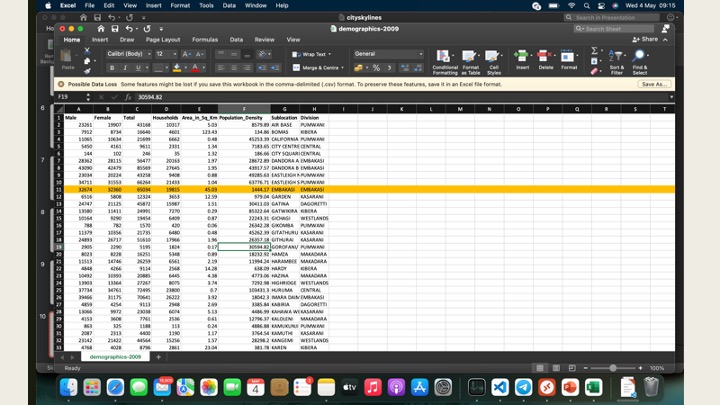 Excel File Edit View Insert Format Tools Data Window Help Wed 4 May 09:15
cityskylines Search in Presentation
demographics-2009 Search Sheet
Home Insert Draw Page Layout Formulas Data Review View Share
Calibri (Body) 12 Wrap Text General
Paste Merge & Centre Conditional Formatting Format as Table Cell Styles Insert Delete Format Sort & Filter Find & Select
Possible Data Loss Some features might be lost if you save this workbook in the comma-delimited (.csv) format. To preserve these features, save it in an Excel file format. Save As...
F19 fx 30594.82
A B C D E F G H I J K L M N O P Q R S T
1 Male Female Total Households Area_in_Sq_Km Population_Density Sublocation Division
2 23261 19907 43168 10317 5.03 8579.89 AIR BASE PUMWANI
3 7912 8734 16646 4601 123.43 134.86 BOMAS KIBERA
4 11065 10634 21699 6662 0.48 45253.39 CALIFORNIA PUMWANI
5 5450 4161 9611 2331 1.34 7183.65 CITY CENTRE CENTRAL
6 144 102 246 35 1.32 186.66 CITY SQUARE CENTRAL
7 28362 28115 56477 20163 1.97 28672.89 DANDORA A EMBAKASI
8 43090 42479 85569 27645 1.95 43817.57 DANDORA B EMBAKASI
9 23034 20224 43258 9408 0.88 49285.63 EASTLEIGH N PUMWANI
10 34711 31553 66264 21433 1.04 63776.71 EASTLEIGH S PUMWANI
11 32674 32360 65034 19815 45.03 1444.17 EMBAKASI EMBAKASI
12 6516 5808 12324 3653 12.59 979.04 GARDEN KASARANI
13 24747 21125 45872 15987 1.51 30411.03 GATINA DAGORETTI
14 13580 11411 24991 7270 0.29 85322.64 GATWIKIRA KIBERA
15 10164 9290 19454 6409 0.87 22243.31 GICHAGI WESTLANDS
16 788 782 1570 420 0.06 26342.28 GIKOMBA PUMWANI
17 11379 10356 21735 6480 0.48 45262.39 GITATHURU KASARANI
18 24893 26717 51610 17966 1.96 26357.18 GITHURAI KASARANI
19 2905 2290 5195 1824 0.17 30594.82 GOROFANI/ PUMWANI
20 8023 8228 16251 5348 0.89 18232.92 HAMZA MAKADARA
21 11513 14746 26259 6561 2.19 11994.24 HARAMBEE MAKADARA
22 4848 4266 9114 2568 14.28 638.09 HARDY KIBERA
23 10492 10393 20885 6445 4.38 4773.06 HAZINA MAKADARA
24 13903 13364 27267 8075 3.74 7292.98 HIGHRIDGE WESTLANDS
25 37734 34761 72495 23800 0.7 103431.3 HURUMA CENTRAL
26 39466 31175 70641 26222 3.92 18042.3 IMARA DAIM EMBAKASI
27 4859 4254 9113 2948 2.69 3385.84 KABIRIA DAGORETTI
28 13066 9972 23038 6074 5.13 4486.99 KAHAWA W KASARANI
29 4153 3608 7761 2536 0.61 12796.37 KALOLENI MAKADARA
30 863 325 1188 113 0.24 4886.88 KAMUKUNJI PUMWANI
31 2087 2313 4400 1190 1.17 3764.54 KAMUTHI KASARANI
32 23142 21422 44564 15256 1.57 28298.2 KANGEMI WESTLANDS
33 4768 4028 8796 2861 23.04 381.78 KAREN KIBERA
demographics-2009
Ready 100%